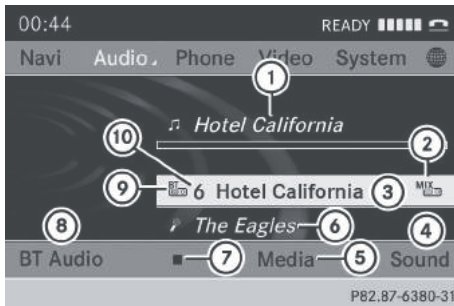 00:44 READY
Navi Audio Phone Video System
1
♫ Hotel California
10 2
9 BT 6 Hotel California 3 MIX
8 The Eagles 6 4
BT Audio 7 Media 5 Sound
P82.87-6380-31